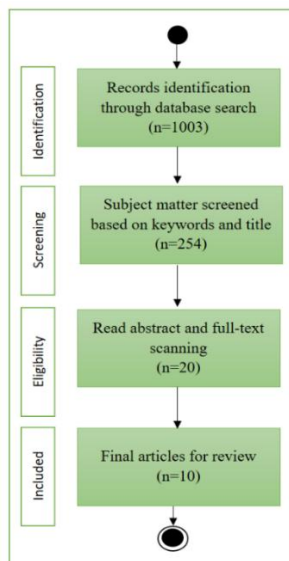 Identification
Records identification
through database search
(n=1003)
Screening
Subject matter screened
based on keywords and title
(n=254)
Eligibility
Read abstract and full-text
scanning
(n=20)
Included
Final articles for review
(n=10)